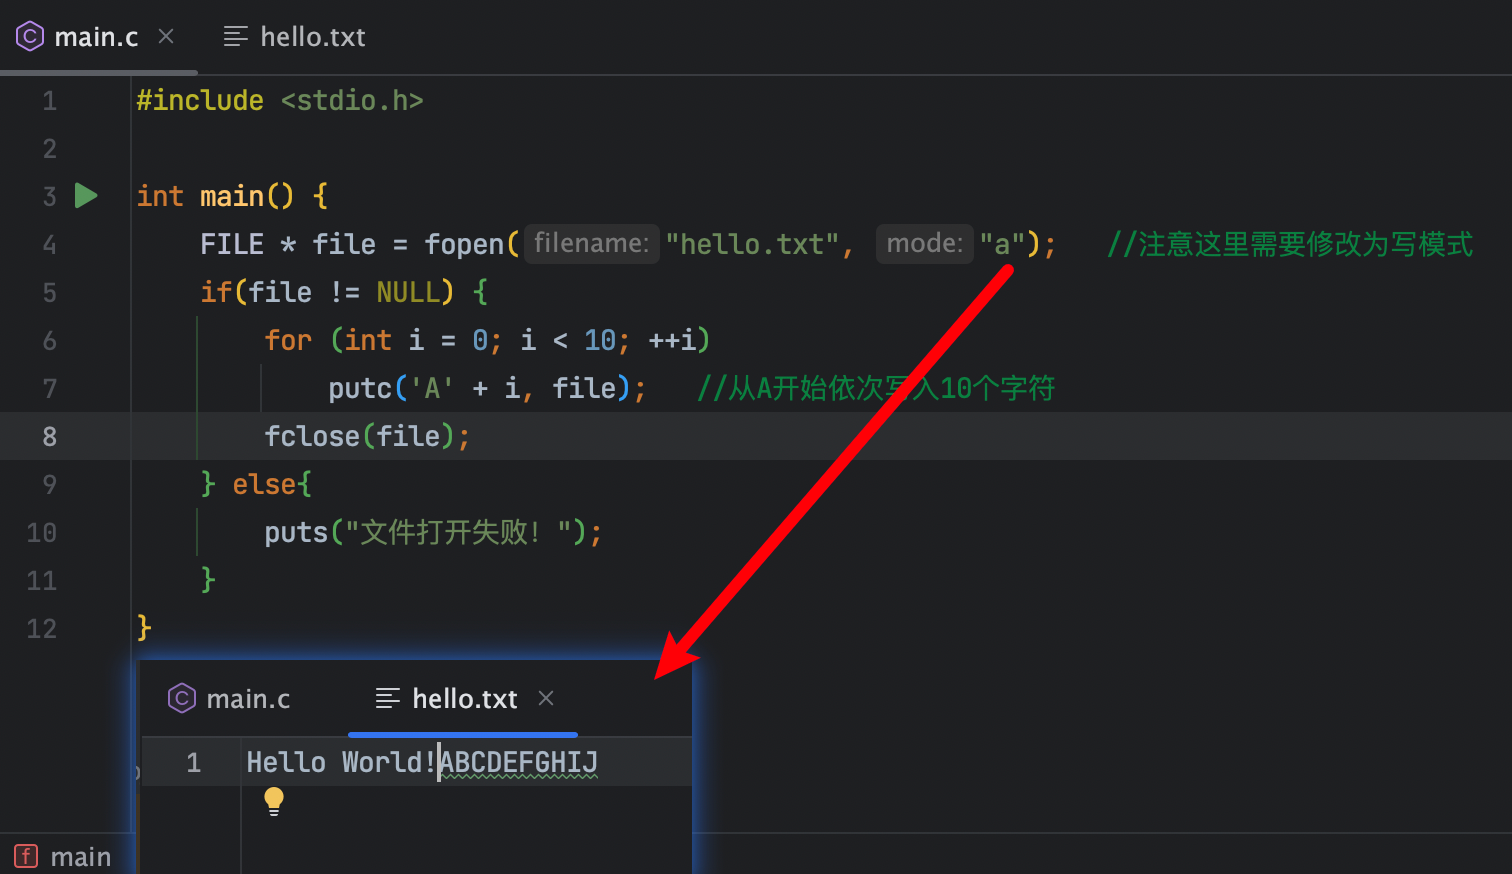 main.c
hello.txt
1 #include <stdio.h>
2
3 int main() {
4 FILE * file = fopen( filename: "hello.txt", mode: "a"); //注意这里需要修改为写模式
5 if(file != NULL) {
6 for (int i = 0; i < 10; ++i)
7 putc('A' + i, file); //从A开始依次写入10个字符
8 fclose(file);
9 } else{
10 puts("文件打开失败！");
11 }
12 }
main.c
hello.txt
1 Hello World!ABCDEFGHIJ
f main